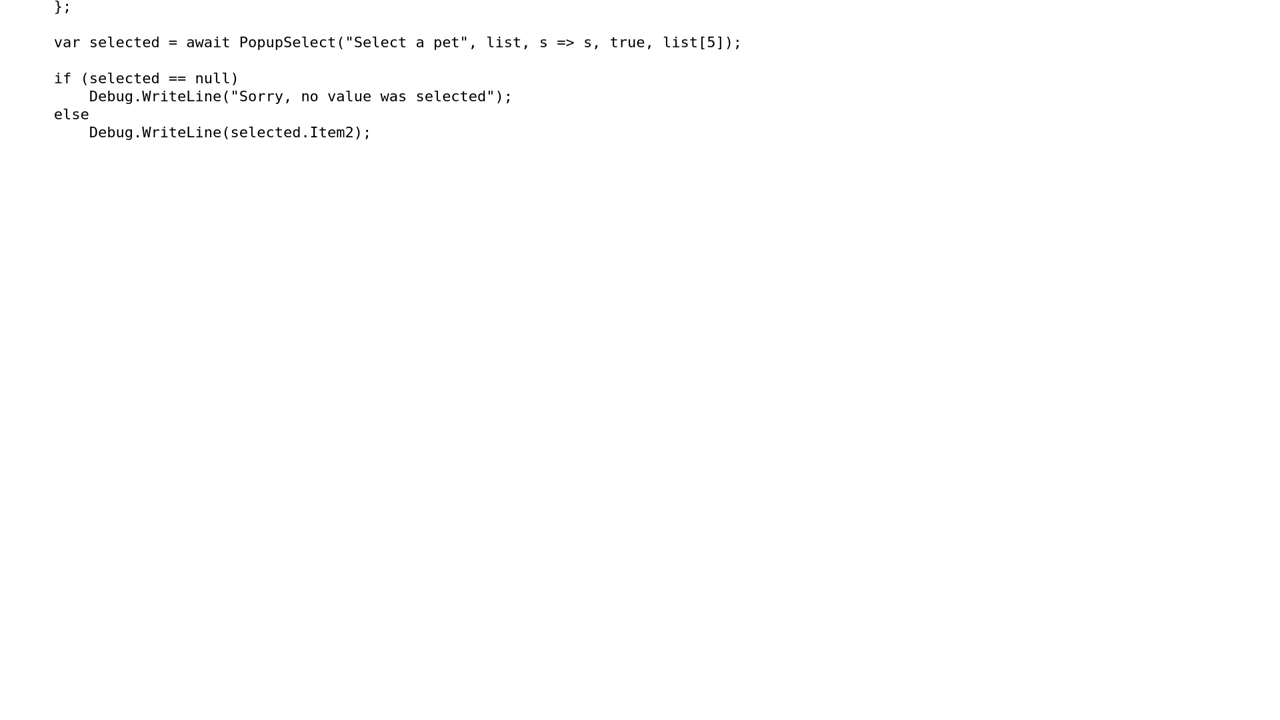 };
var selected = await PopupSelect("Select a pet", list, s => s, true, list[5]);
if (selected == null)
    Debug.WriteLine("Sorry, no value was selected");
else
    Debug.WriteLine(selected.Item2);